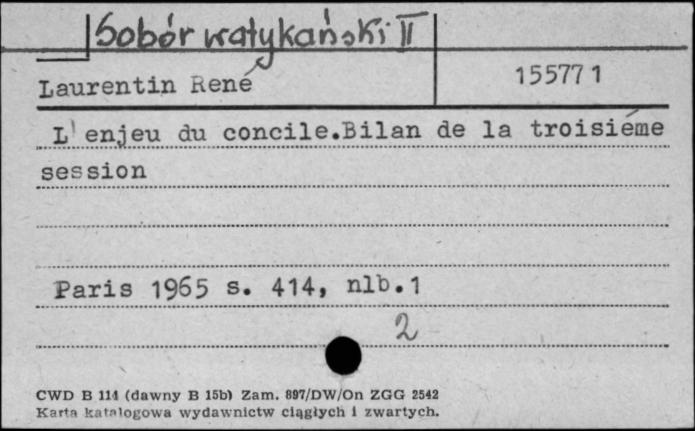 Sobór watykański II
Laurentin René
155771
L'enjeu du concile.Bilan de la troisiéme
session
Paris 1965 s. 414, nlb.1
2
CWD B 114 (dawny B 15b) Zam. 897/DW/On ZGG 2542
Karta katalogowa wydawnictw ciągłych i zwartych.